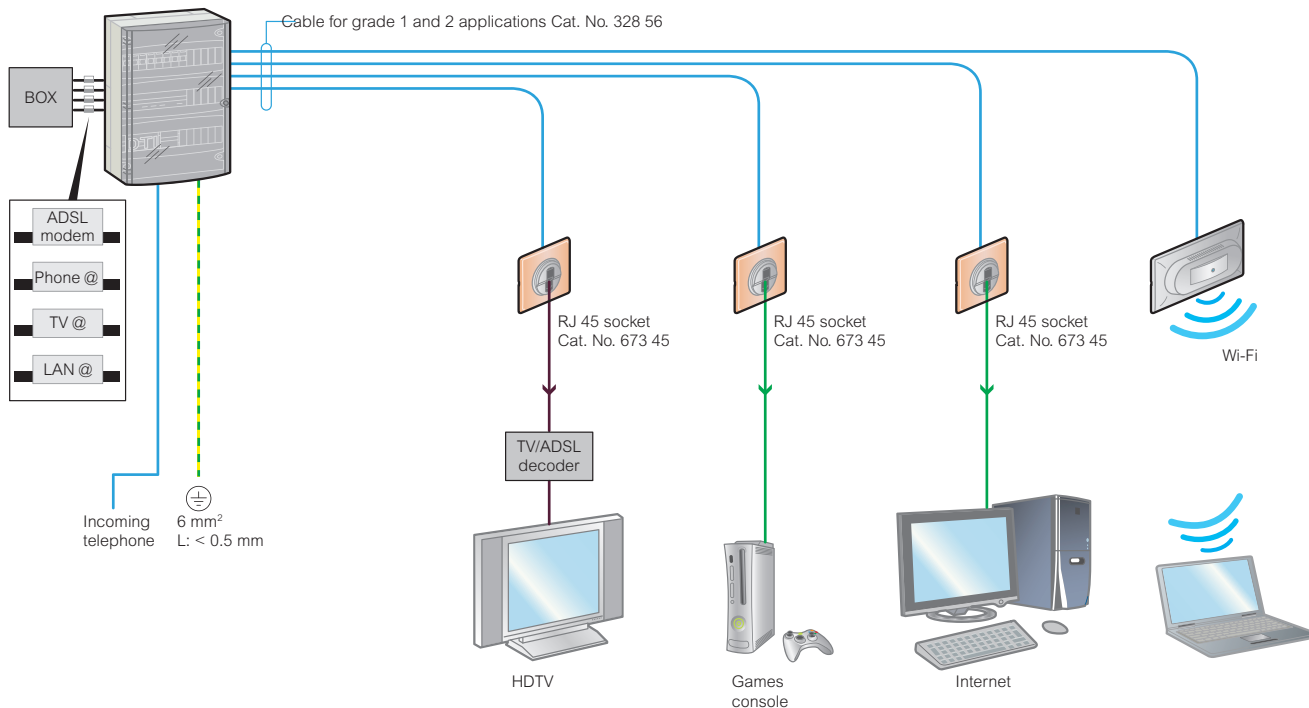 Cable for grade 1 and 2 applications Cat. No. 328 56
BOX
ADSL
modem
Phone @
TV @
LAN @
Incoming
telephone
6 mm²
L: < 0.5 mm
RJ 45 socket
Cat. No. 673 45
TV/ADSL
decoder
HDTV
RJ 45 socket
Cat. No. 673 45
Games
console
RJ 45 socket
Cat. No. 673 45
Internet
Wi-Fi